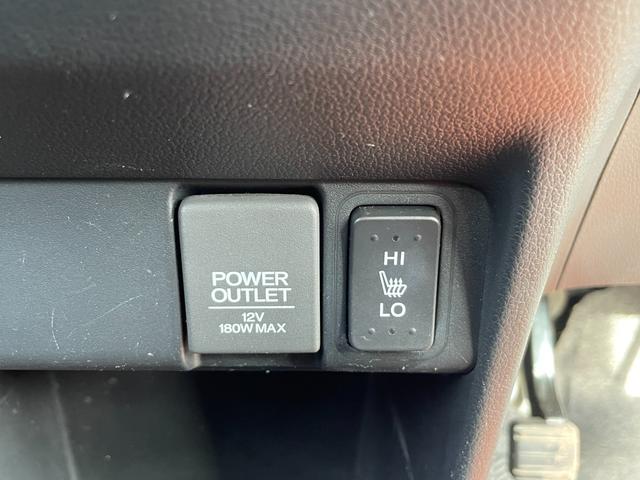 POWER
OUTLET
12V
180W MAX
HI
LO